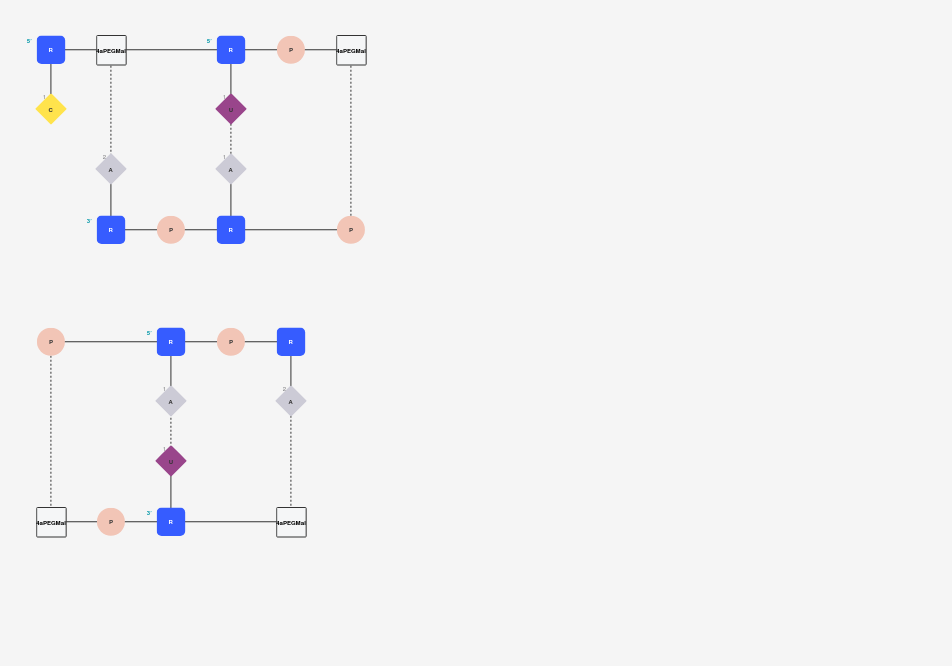 5' R 4aPEGMal 5' R P 4aPEGMal
1 C 1 U
2 A 1 A
3' R P R P
P 5' R P R
1 A 2 A
1 U
4aPEGMal P 3' R 4aPEGMal